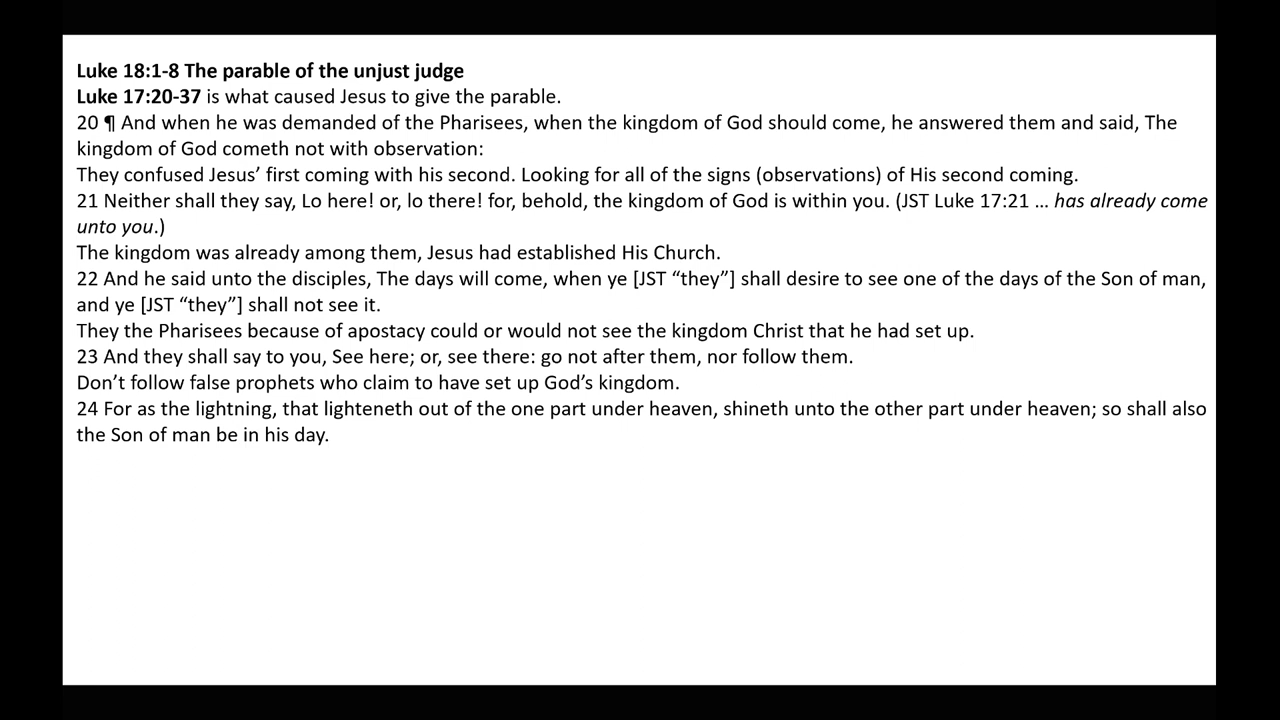 Luke 18:1-8 The parable of the unjust judge
Luke 17:20-37 is what caused Jesus to give the parable.
20 ¶ And when he was demanded of the Pharisees, when the kingdom of God should come, he answered them and said, The
kingdom of God cometh not with observation:
They confused Jesus’ first coming with his second. Looking for all of the signs (observations) of His second coming.
21 Neither shall they say, Lo here! or, lo there! for, behold, the kingdom of God is within you. (JST Luke 17:21 … has already come
unto you.)
The kingdom was already among them, Jesus had established His Church.
22 And he said unto the disciples, The days will come, when ye [JST “they”] shall desire to see one of the days of the Son of man,
and ye [JST “they”] shall not see it.
They the Pharisees because of apostacy could or would not see the kingdom Christ that he had set up.
23 And they shall say to you, See here; or, see there: go not after them, nor follow them.
Don’t follow false prophets who claim to have set up God’s kingdom.
24 For as the lightning, that lighteneth out of the one part under heaven, shineth unto the other part under heaven; so shall also
the Son of man be in his day.